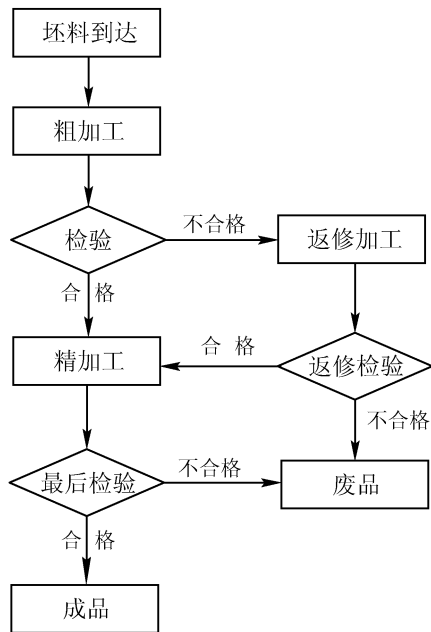 坯料到达
粗加工
检验
不合格
返修加工
合 格
精加工
合 格
返修检验
不合格
最后检验
不合格
废品
合 格
成品